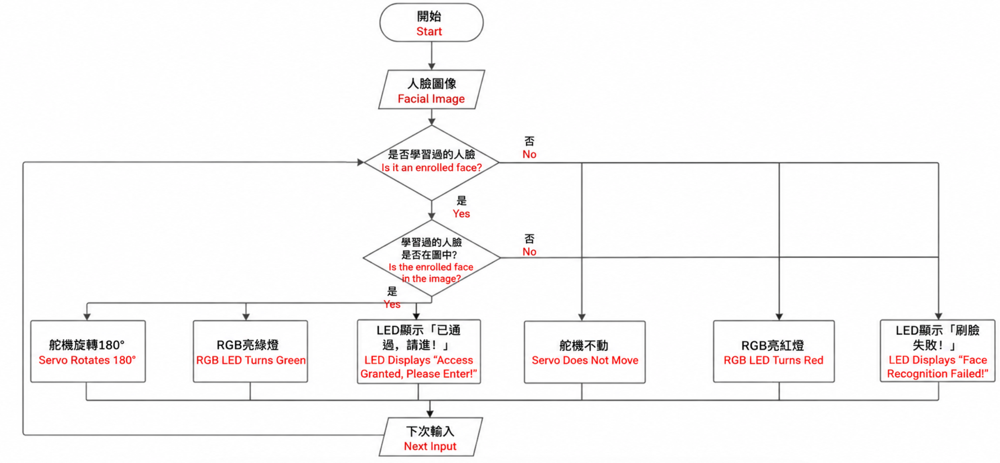 開始
Start
人臉圖像
Facial Image
是否學習過的人臉
Is it an enrolled face?
否
No
是
Yes
學習過的人臉
是否在圖中?
Is the enrolled face
in the image?
否
No
是
Yes
舵機旋轉180°
Servo Rotates 180°
RGB亮綠燈
RGB LED Turns Green
LED顯示「已通
過，請進！」
LED Displays “Access
Granted, Please Enter!”
舵機不動
Servo Does Not Move
RGB亮紅燈
RGB LED Turns Red
LED顯示「刷臉
失敗！」
LED Displays “Face
Recognition Failed!”
下次輸入
Next Input